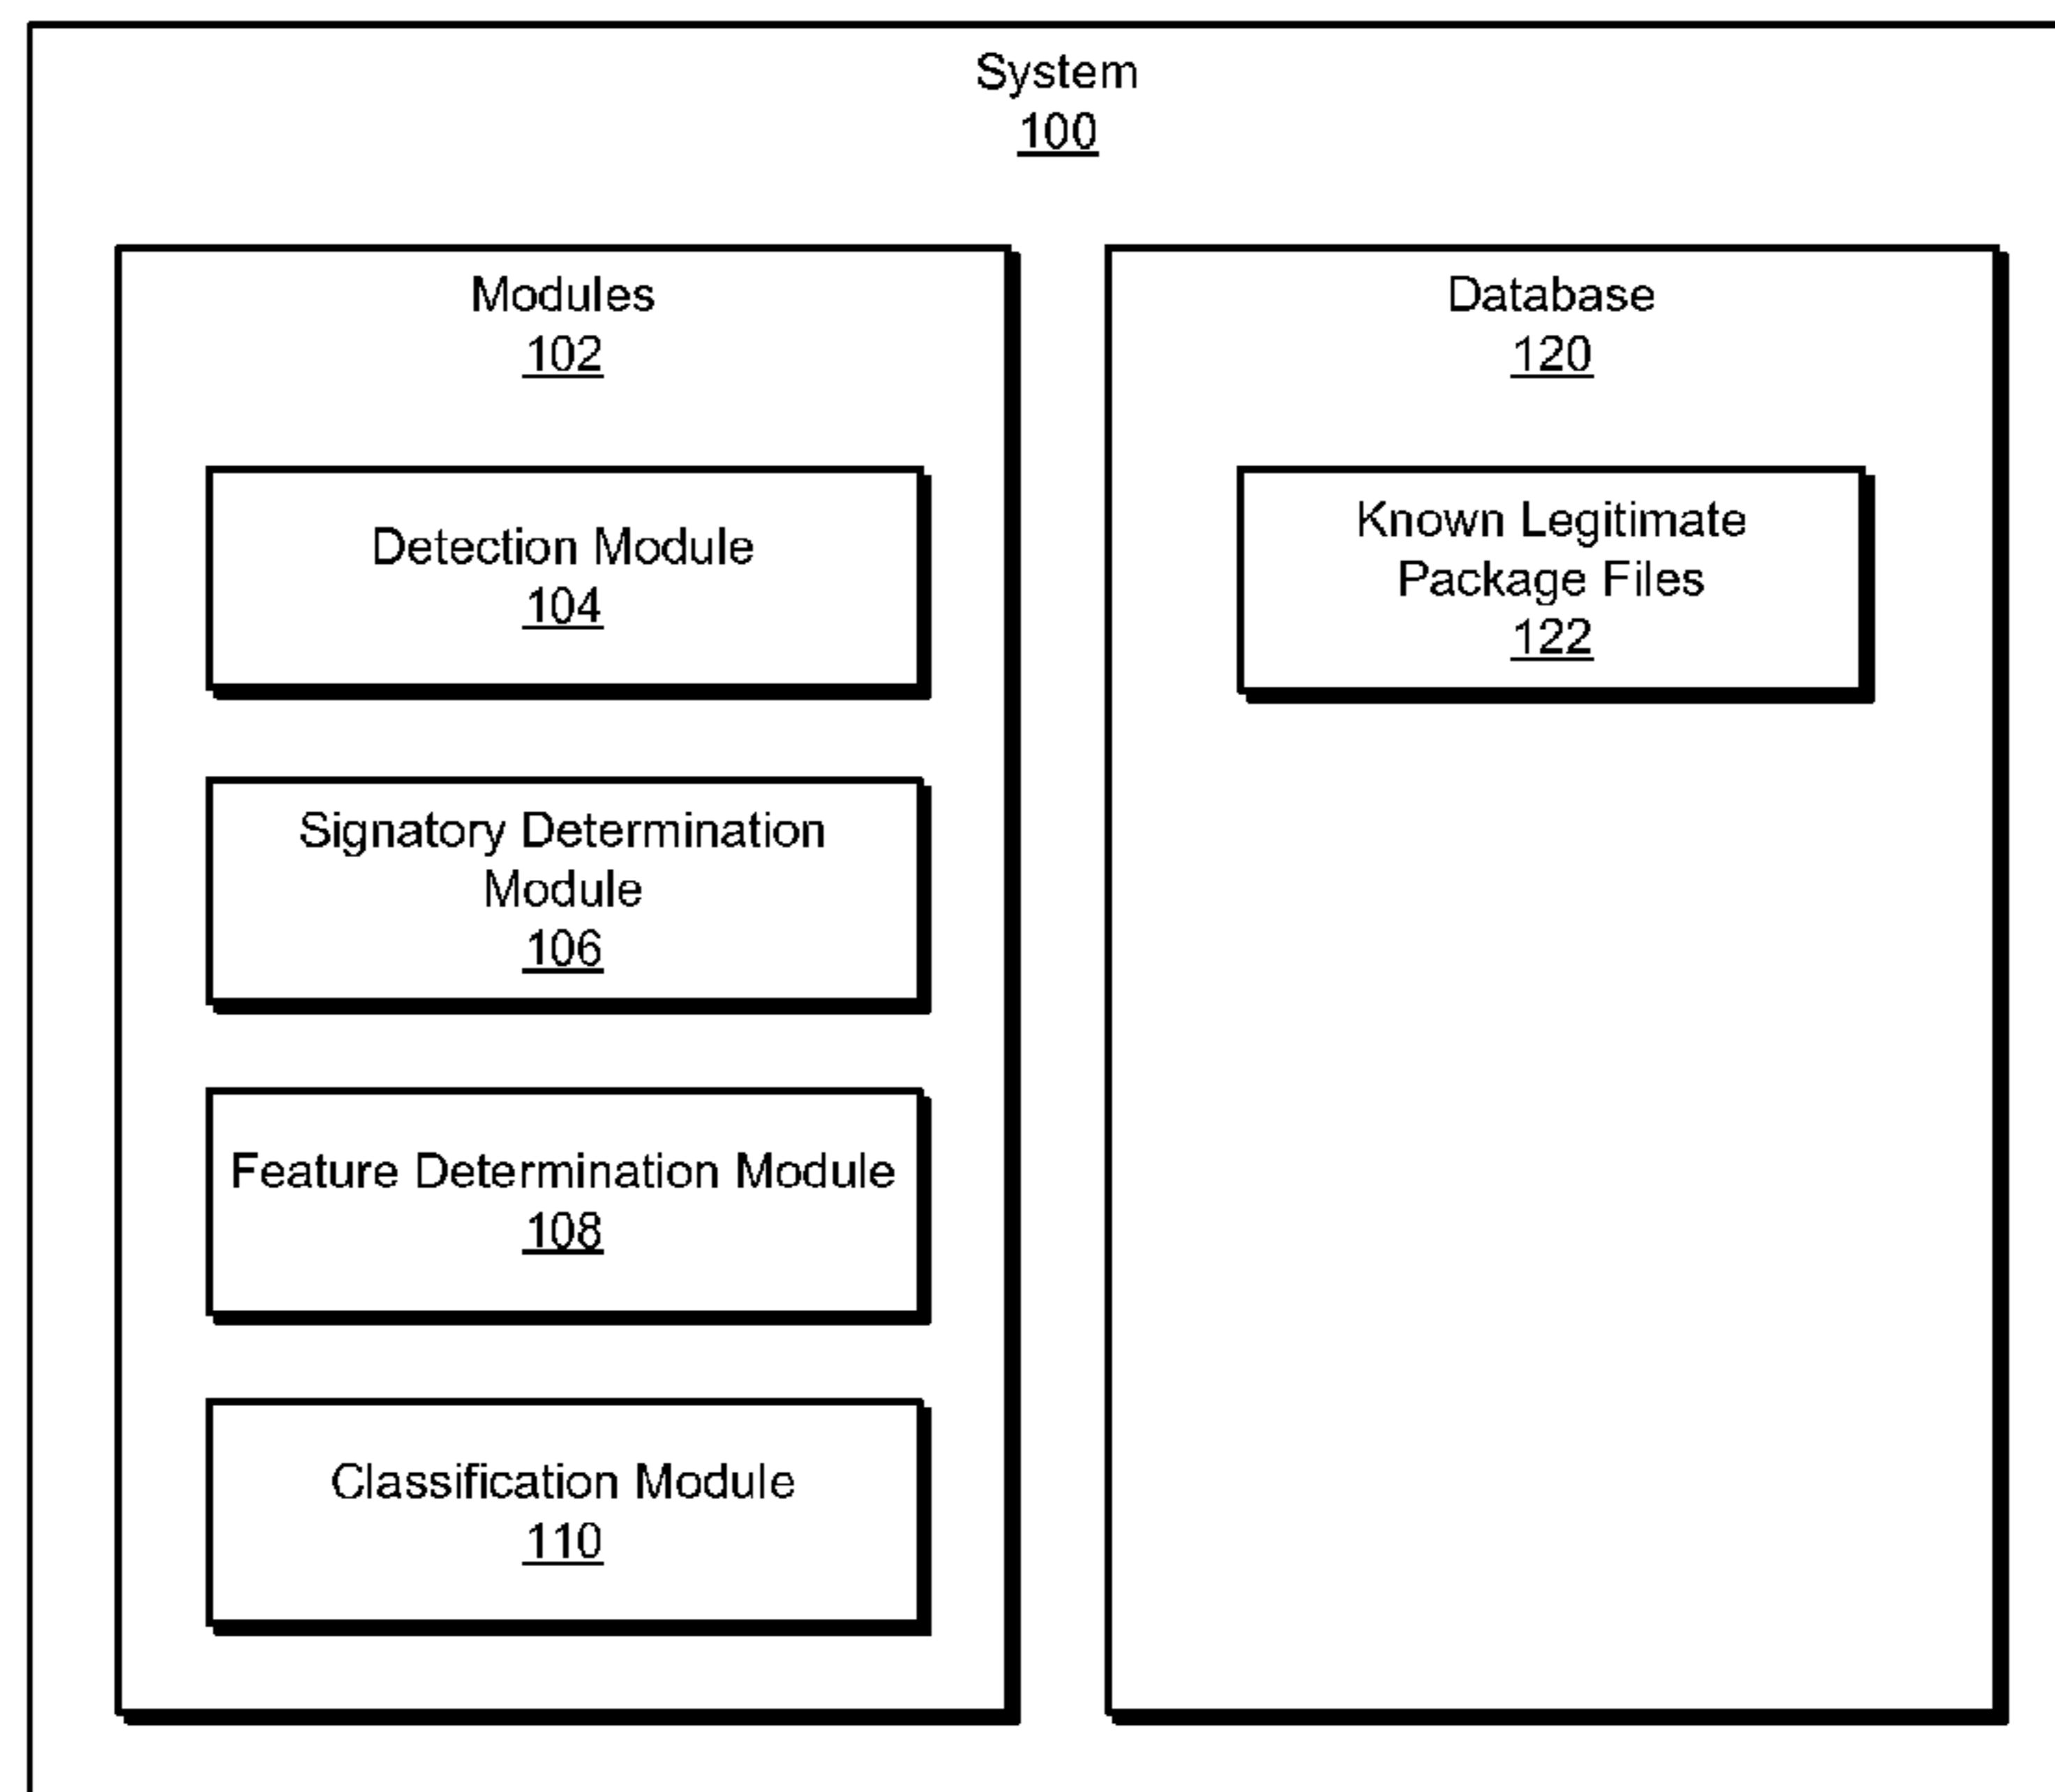 System
100
Modules
102
Detection Module
104
Signatory Determination
Module
106
Feature Determination Module
108
Classification Module
110
Database
120
Known Legitimate
Package Files
122